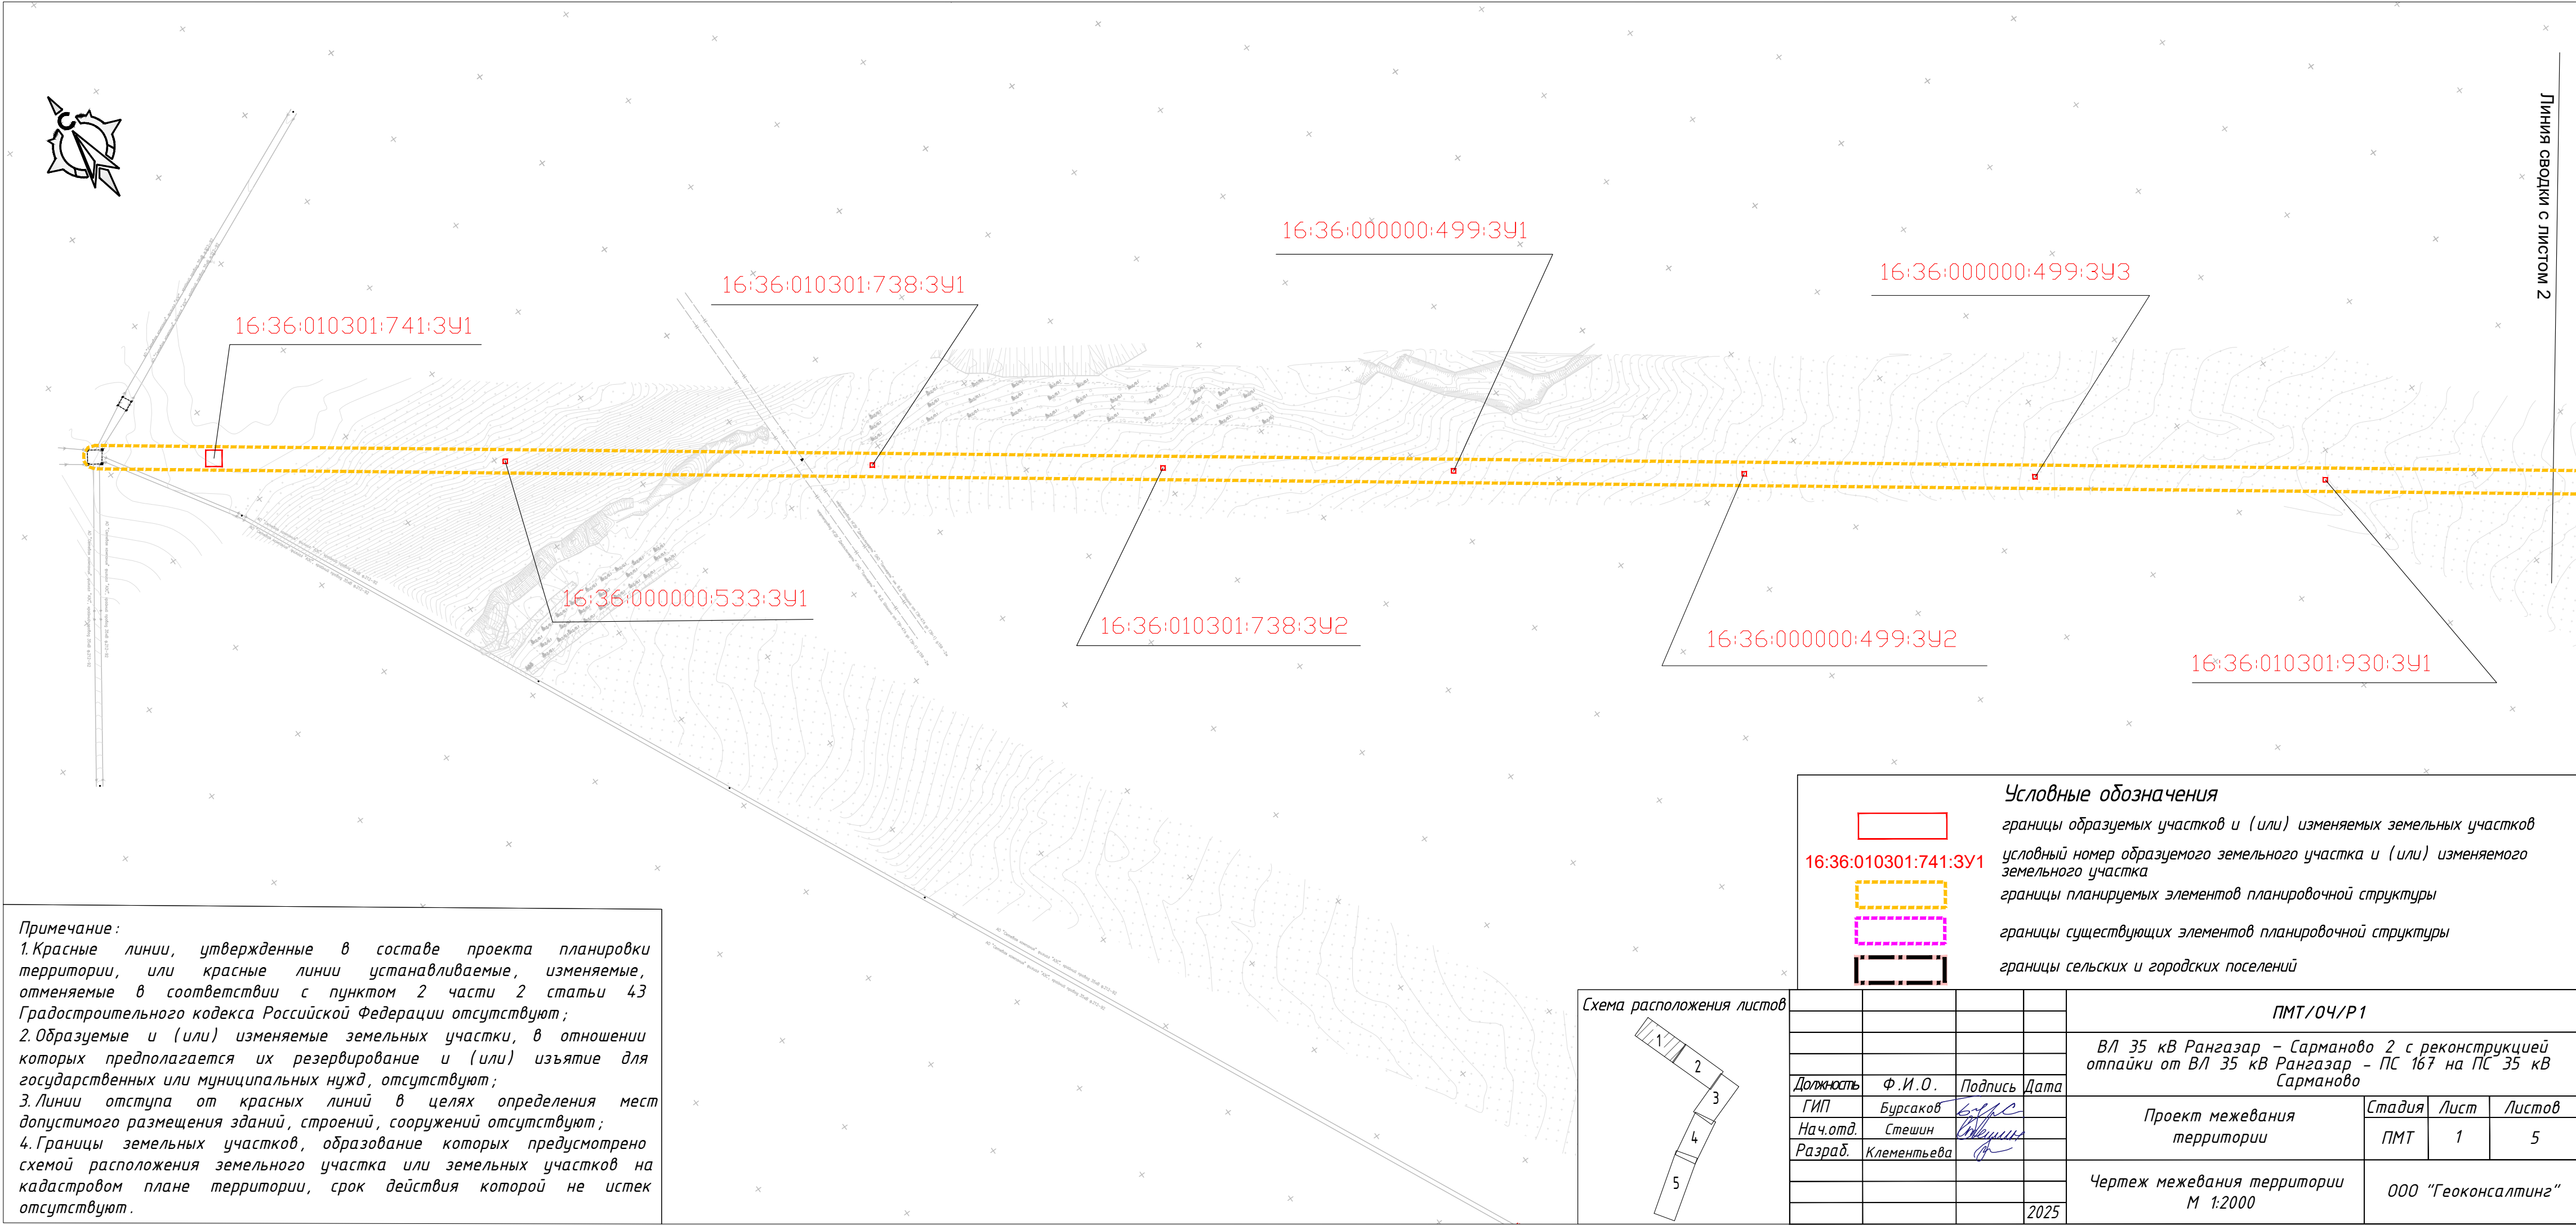 С
Линия сводки с листом 2
16:36:000000:499:ЗУ1
16:36:000000:499:ЗУ3
16:36:010301:738:ЗУ1
16:36:010301:741:ЗУ1
16:36:000000:533:ЗУ1
16:36:010301:738:ЗУ2
16:36:000000:499:ЗУ2
16:36:010301:930:ЗУ1
Условные обозначения
границы образуемых участков и (или) изменяемых земельных участков
16:36:010301:741:ЗУ1
условный номер образуемого земельного участка и (или) изменяемого
земельного участка
границы планируемых элементов планировочной структуры
границы существующих элементов планировочной структуры
границы сельских и городских поселений
Примечание:
1. Красные линии, утвержденные в составе проекта планировки
территории, или красные линии устанавливаемые, изменяемые,
отменяемые в соответствии с пунктом 2 части 2 статьи 43
Градостроительного кодекса Российской Федерации отсутствуют;
2. Образуемые и (или) изменяемые земельных участки, в отношении
которых предполагается их резервирование и (или) изъятие для
государственных или муниципальных нужд, отсутствуют;
3. Линии отступа от красных линий в целях определения мест
допустимого размещения зданий, строений, сооружений отсутствуют;
4. Границы земельных участков, образование которых предусмотрено
схемой расположения земельного участка или земельных участков на
кадастровом плане территории, срок действия которой не истек
отсутствуют.
Схема расположения листов
1
2
3
4
5
ПМТ/ОЧ/Р1
ВЛ 35 кВ Рангазар – Сарманово 2 с реконструкцией
отпайки от ВЛ 35 кВ Рангазар – ПС 167 на ПС 35 кВ
Сарманово
Должность Ф.И.О. Подпись Дата
ГИП Бурсаков
Нач.отд. Стешин
Разраб. Клементьева
Проект межевания
территории
Стадия Лист Листов
ПМТ 1 5
Чертеж межевания территории
М 1:2000
ООО "Геоконсалтинг"
2025